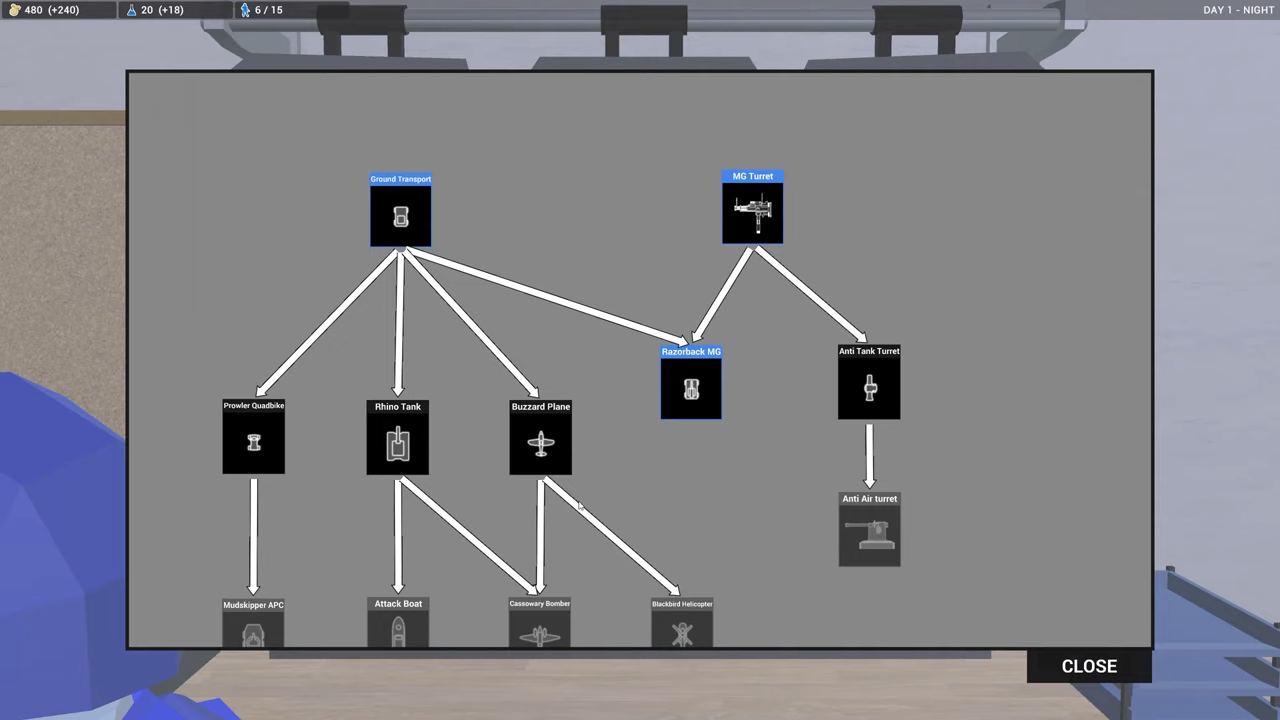 480 (+240)
20 (+18)
6 / 15
DAY 1 - NIGHT
Ground Transport
MG Turret
Razorback MG
Anti Tank Turret
Prowler Quadbike
Rhino Tank
Buzzard Plane
Anti Air turret
Mudskipper APC
Attack Boat
Cassowary Bomber
Blackbird Helicopter
CLOSE